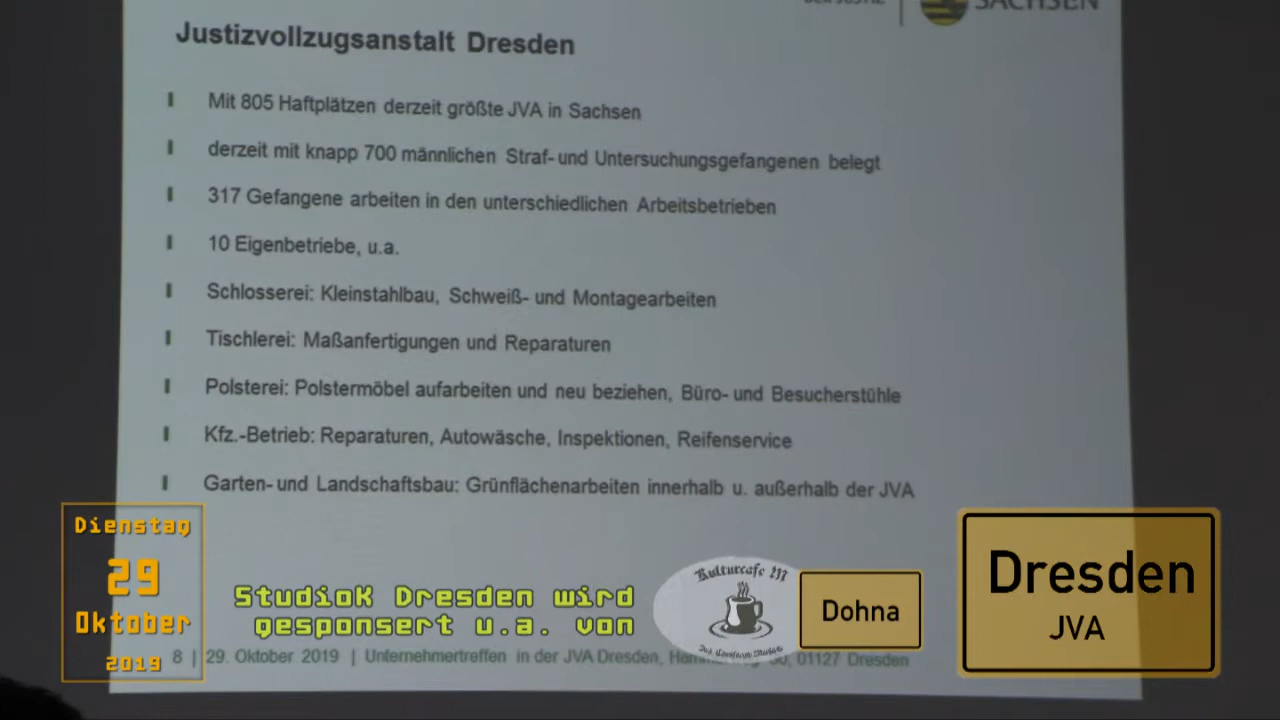 SACHSEN
Justizvollzugsanstalt Dresden
Mit 805 Haftplätzen derzeit größte JVA in Sachsen
derzeit mit knapp 700 männlichen Straf- und Untersuchungsgefangenen belegt
317 Gefangene arbeiten in den unterschiedlichen Arbeitsbetrieben
10 Eigenbetriebe, u.a.
Schlosserei: Kleinstahlbau, Schweiß- und Montagearbeiten
Tischlerei: Maßanfertigungen und Reparaturen
Polsterei: Polstermöbel aufarbeiten und neu beziehen, Büro- und Besucherstühle
Kfz.-Betrieb: Reparaturen, Autowäsche, Inspektionen, Reifenservice
Garten- und Landschaftsbau: Grünflächenarbeiten innerhalb u. außerhalb der JVA
Dienstag
29
Oktober
2019
StudioK Dresden wird
gesponsert u.a. von
Kulturcafe M
Dohna
Dresden
JVA
8 | 29. Oktober 2019 | Unternehmertreffen in der JVA Dresden, 01127 Dresden